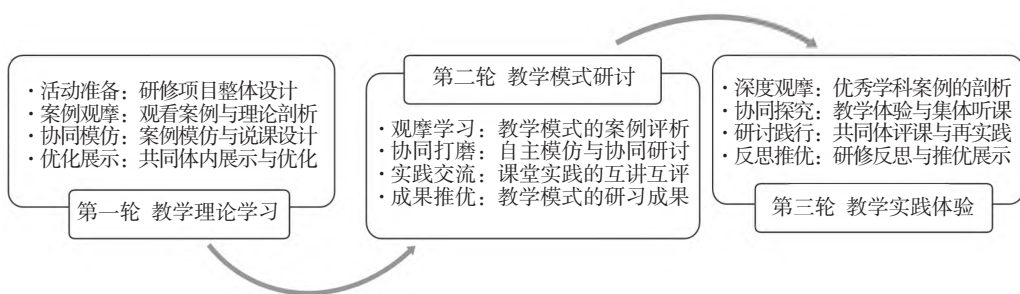 · 活动准备：研修项目整体设计
· 案例观摩：观看案例与理论剖析
· 协同模仿：案例模仿与说课设计
· 优化展示：共同体内展示与优化
第一轮 教学理论学习
第二轮 教学模式研讨
· 观摩学习：教学模式的案例评析
· 协同打磨：自主模仿与协同研讨
· 实践交流：课堂实践的互讲互评
· 成果推优：教学模式的研习成果
· 深度观摩：优秀学科案例的剖析
· 协同探究：教学体验与集体听课
· 研讨践行：共同体评课与再实践
· 反思推优：研修反思与推优展示
第三轮 教学实践体验